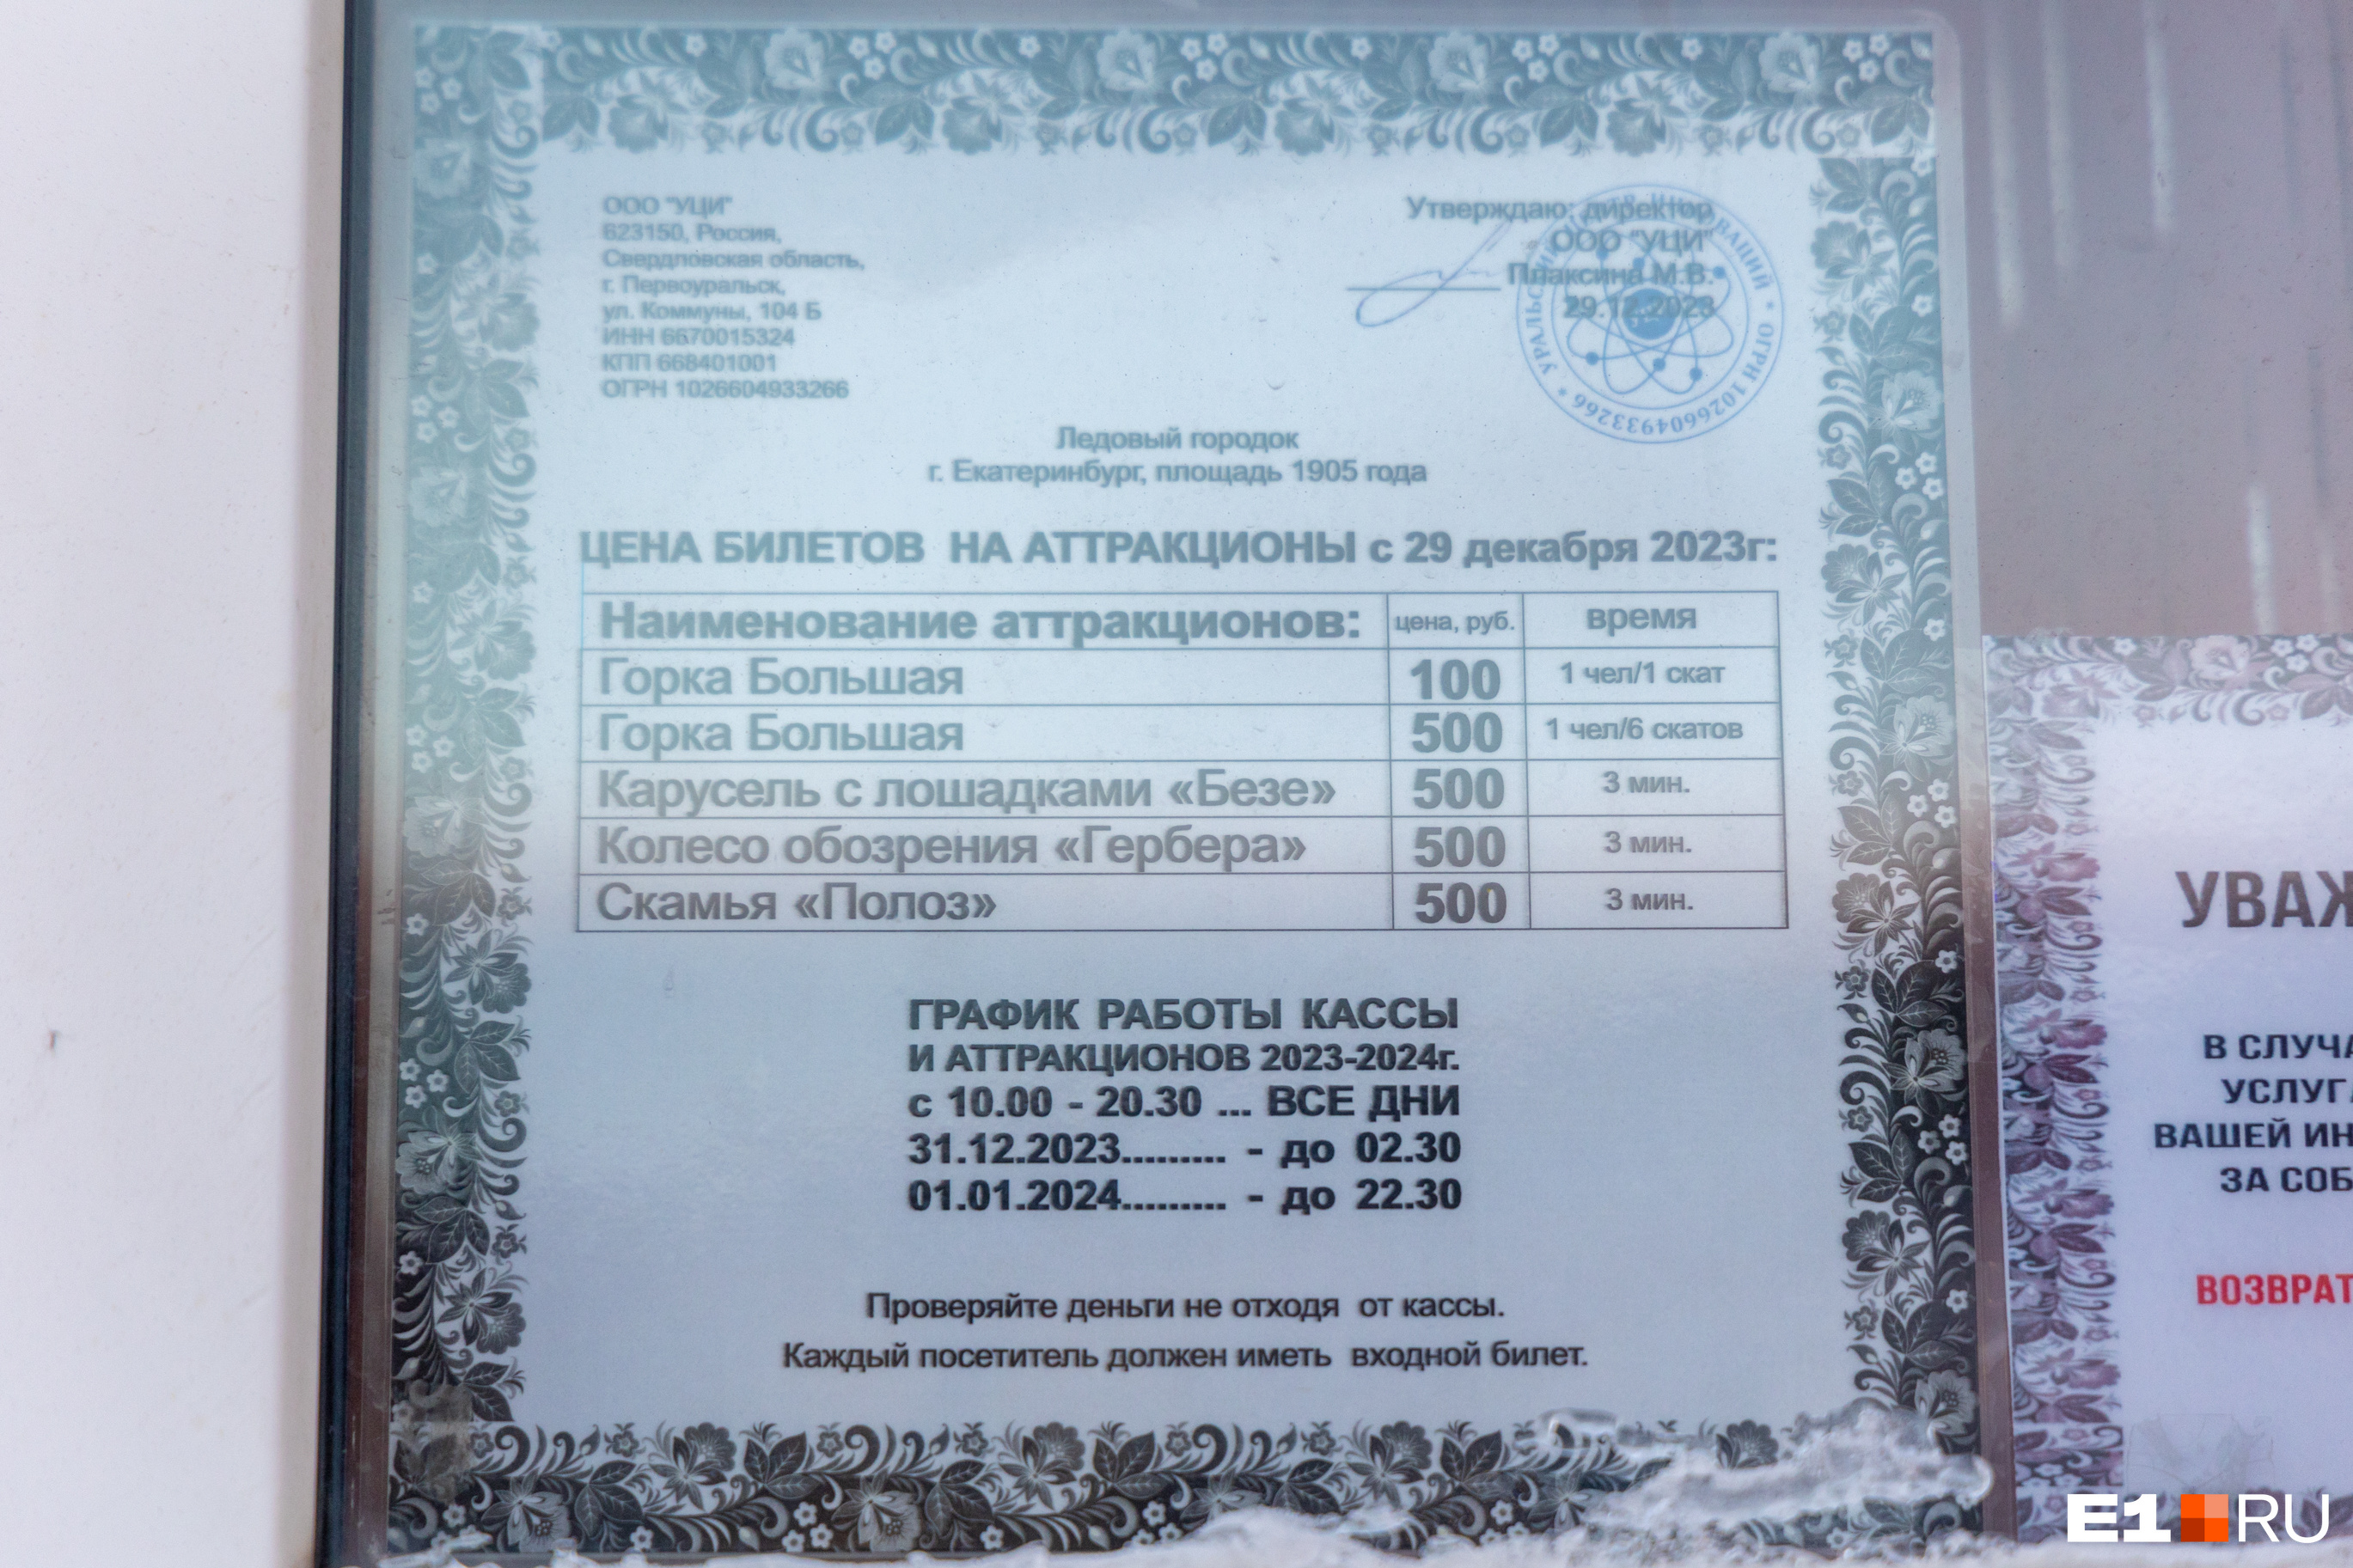 ООО "УЦИ"
623150, Россия,
Свердловская область,
г. Первоуральск,
ул. Коммуны, 104 Б
ИНН 6670015324
КПП 668401001
ОГРН 1026604933266
Утверждаю: директор
ООО "УЦИ"
Плаксина М.В.
29.12.2023
ОГРН 1026604933266
Ледовый городок
г. Екатеринбург, площадь 1905 года
ЦЕНА БИЛЕТОВ НА АТТРАКЦИОНЫ с 29 декабря 2023г:
Наименование аттракционов: цена, руб. время
Горка Большая 100 1 чел/1 скат
Горка Большая 500 1 чел/6 скатов
Карусель с лошадками «Безе» 500 3 мин.
Колесо обозрения «Гербера» 500 3 мин.
Скамья «Полоз» 500 3 мин.
ГРАФИК РАБОТЫ КАССЫ
И АТТРАКЦИОНОВ 2023-2024г.
с 10.00 - 20.30 ... ВСЕ ДНИ
31.12.2023......... - до 02.30
01.01.2024......... - до 22.30
Проверяйте деньги не отходя от кассы.
Каждый посетитель должен иметь входной билет.
УВАЖ
В СЛУЧА
УСЛУГ
ВАШЕЙ ИН
ЗА СОБ
ВОЗВРАТ
E1 RU